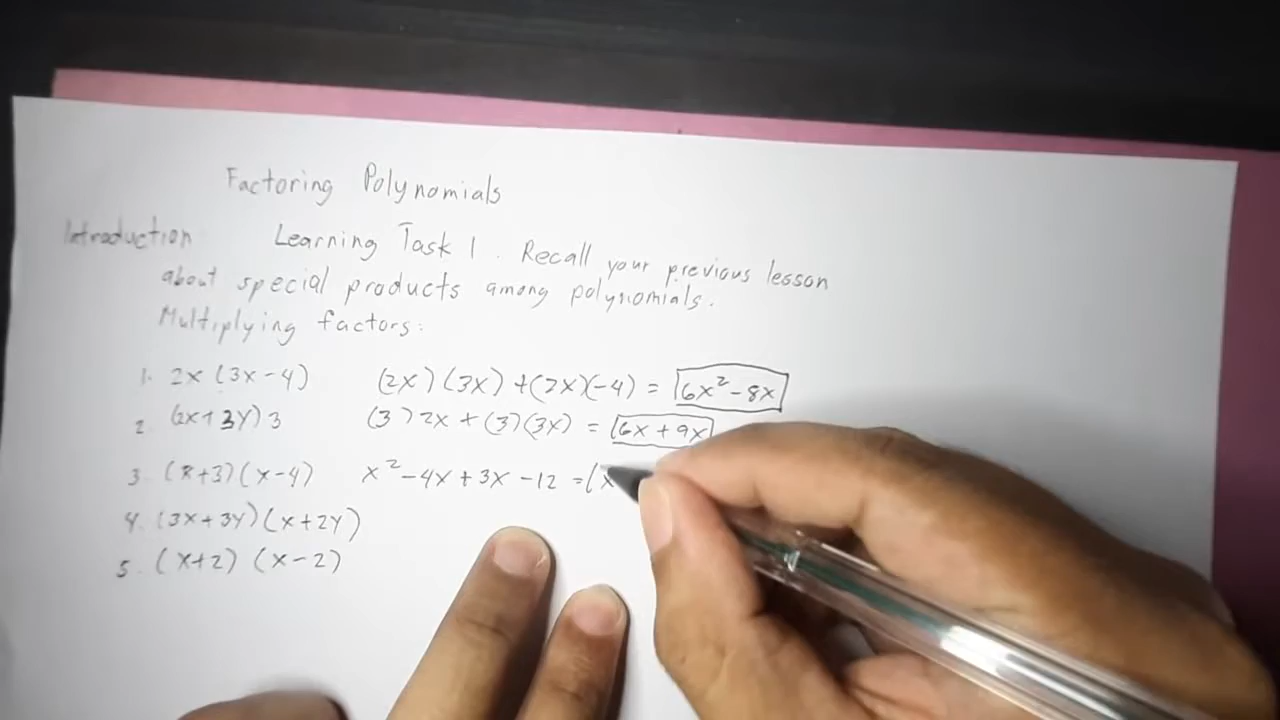 Factoring Polynomials
Introduction Learning Task 1. Recall your previous lesson
about special products among polynomials.
Multiplying factors:
1. 2x (3x-4) (2x)(3x)+(2x)(-4) = 6x²-8x
2. (2x+3y)3 (3)2x+(3)(3x) = 6x+9x
3. (x+3)(x-4) x²-4x+3x-12 =(x
4. (3x+3y)(x+2y)
5. (x+2) (x-2)